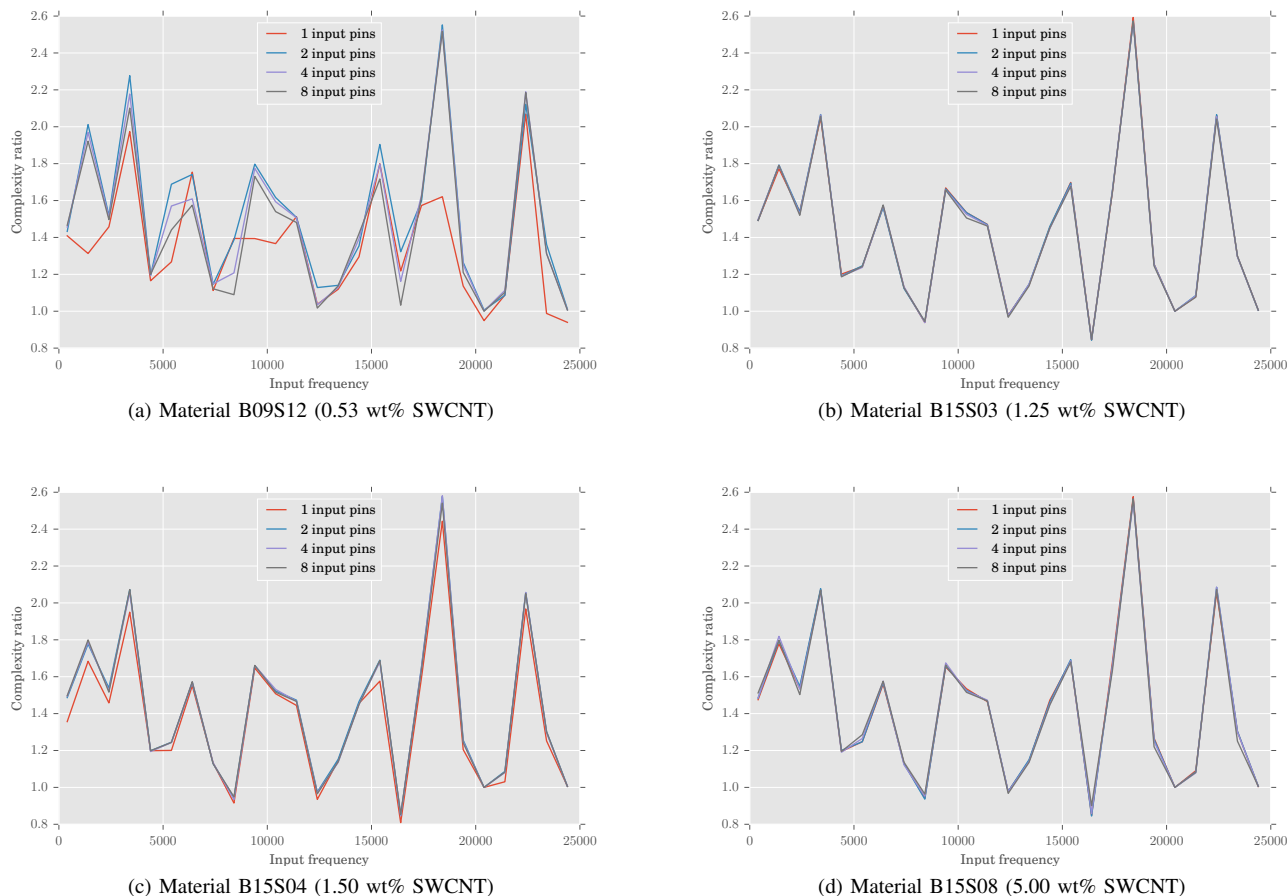 2.6
2.4
2.2
2.0
1.8
1.6
1.4
1.2
1.0
0.8
Complexity ratio
1 input pins
2 input pins
4 input pins
8 input pins
0 5000 10000 15000 20000 25000
Input frequency
(a) Material B09S12 (0.53 wt% SWCNT)
2.6
2.4
2.2
2.0
1.8
1.6
1.4
1.2
1.0
0.8
Complexity ratio
1 input pins
2 input pins
4 input pins
8 input pins
0 5000 10000 15000 20000 25000
Input frequency
(b) Material B15S03 (1.25 wt% SWCNT)
2.6
2.4
2.2
2.0
1.8
1.6
1.4
1.2
1.0
0.8
Complexity ratio
1 input pins
2 input pins
4 input pins
8 input pins
0 5000 10000 15000 20000 25000
Input frequency
(c) Material B15S04 (1.50 wt% SWCNT)
2.6
2.4
2.2
2.0
1.8
1.6
1.4
1.2
1.0
0.8
Complexity ratio
1 input pins
2 input pins
4 input pins
8 input pins
0 5000 10000 15000 20000 25000
Input frequency
(d) Material B15S08 (5.00 wt% SWCNT)